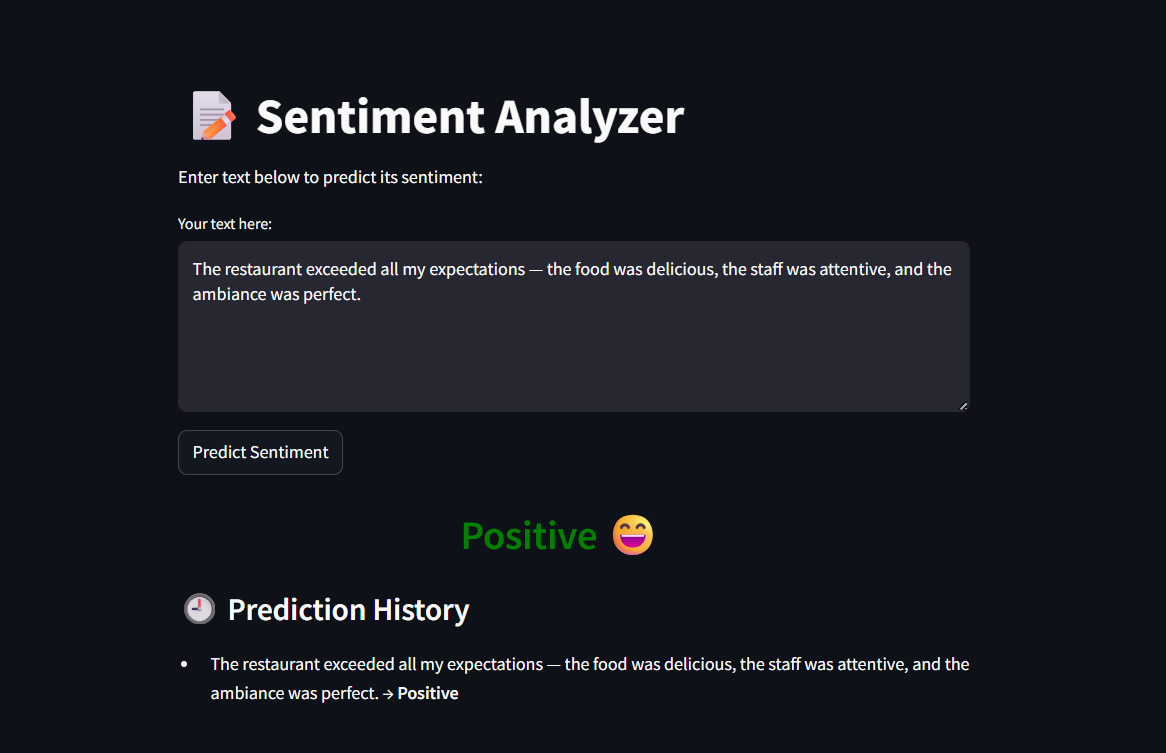 Sentiment Analyzer
Enter text below to predict its sentiment:
Your text here:
The restaurant exceeded all my expectations — the food was delicious, the staff was attentive, and the
ambiance was perfect.
Predict Sentiment
Positive
Prediction History
The restaurant exceeded all my expectations — the food was delicious, the staff was attentive, and the
ambiance was perfect. → Positive